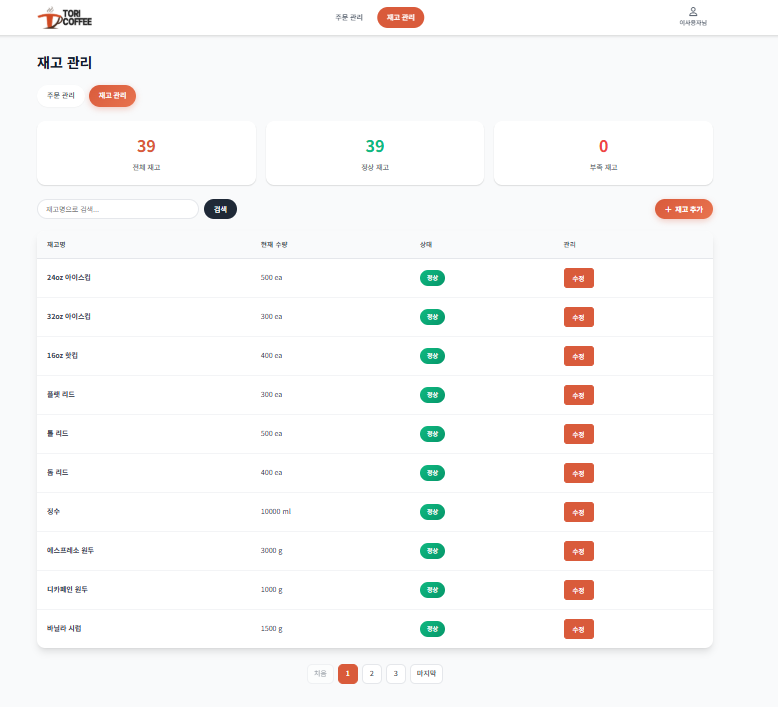 TORI
COFFEE
주문 관리
재고 관리
이사용자님
재고 관리
주문 관리
재고 관리
39
전체 재고
39
정상 재고
0
부족 재고
재고명으로 검색...
검색
+ 재고 추가
재고명 현재 수량 상태 관리
24oz 아이스컵 500 ea 정상 수정
32oz 아이스컵 300 ea 정상 수정
16oz 핫컵 400 ea 정상 수정
플랫 리드 300 ea 정상 수정
톨 리드 500 ea 정상 수정
돔 리드 400 ea 정상 수정
정수 10000 ml 정상 수정
에스프레소 원두 3000 g 정상 수정
디카페인 원두 1000 g 정상 수정
바닐라 시럽 1500 g 정상 수정
처음 1 2 3 마지막